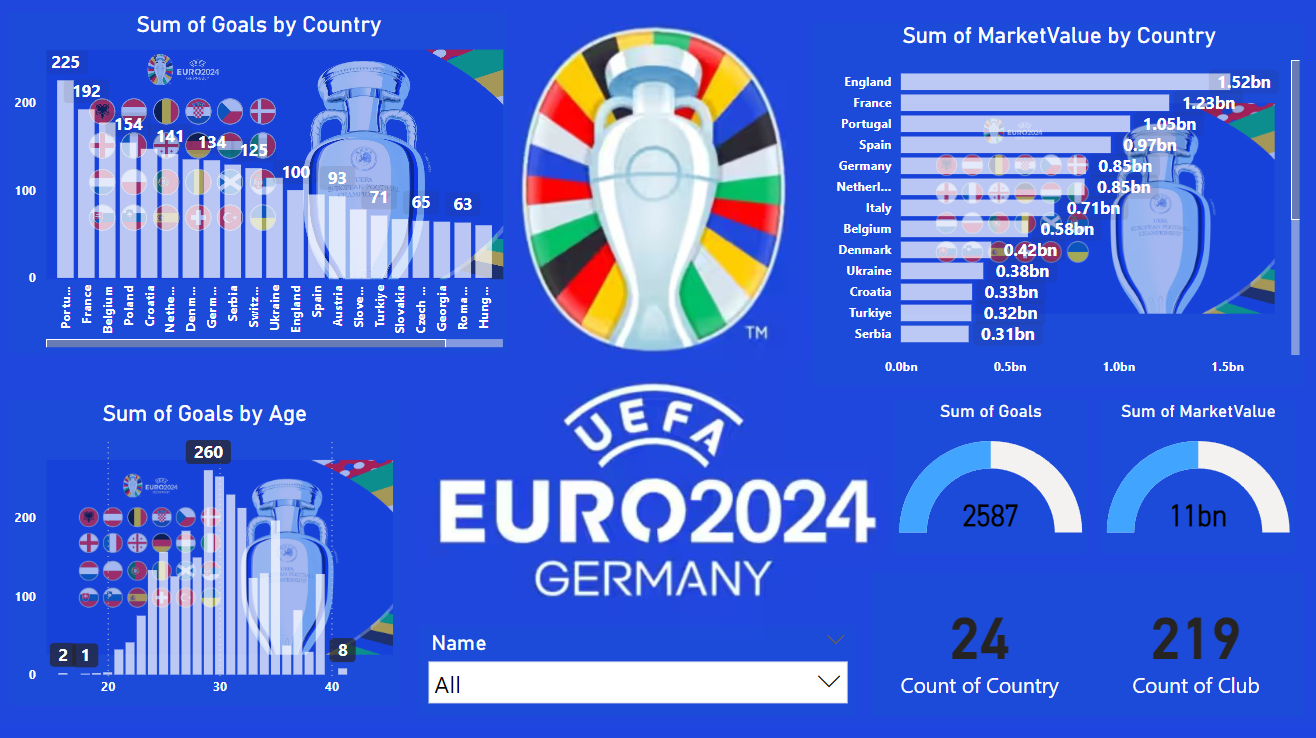 Sum of Goals by Country
EURO2024
GERMANY
225
192
154
141
134
125
100
93
71
65
63
200
100
0
Portu...
France
Belgium
Poland
Croatia
Nethe...
Denm...
Germ...
Serbia
Switz...
Ukraine
England
Spain
Austria
Slove...
Turkiye
Slovakia
Czech ...
Georgia
Roma...
Hung...
TM
UEFA
EURO2024
GERMANY
Sum of MarketValue by Country
England 1.52bn
France 1.23bn
Portugal 1.05bn
Spain 0.97bn
Germany 0.85bn
Netherl... 0.85bn
Italy 0.71bn
Belgium 0.58bn
Denmark 0.42bn
Ukraine 0.38bn
Croatia 0.33bn
Turkiye 0.32bn
Serbia 0.31bn
0.0bn 0.5bn 1.0bn 1.5bn
EURO2024
Sum of Goals by Age
260
EURO2024
200
100
0
2 1 8
20 30 40
Name
All
Sum of Goals
2587
Sum of MarketValue
11bn
24
Count of Country
219
Count of Club